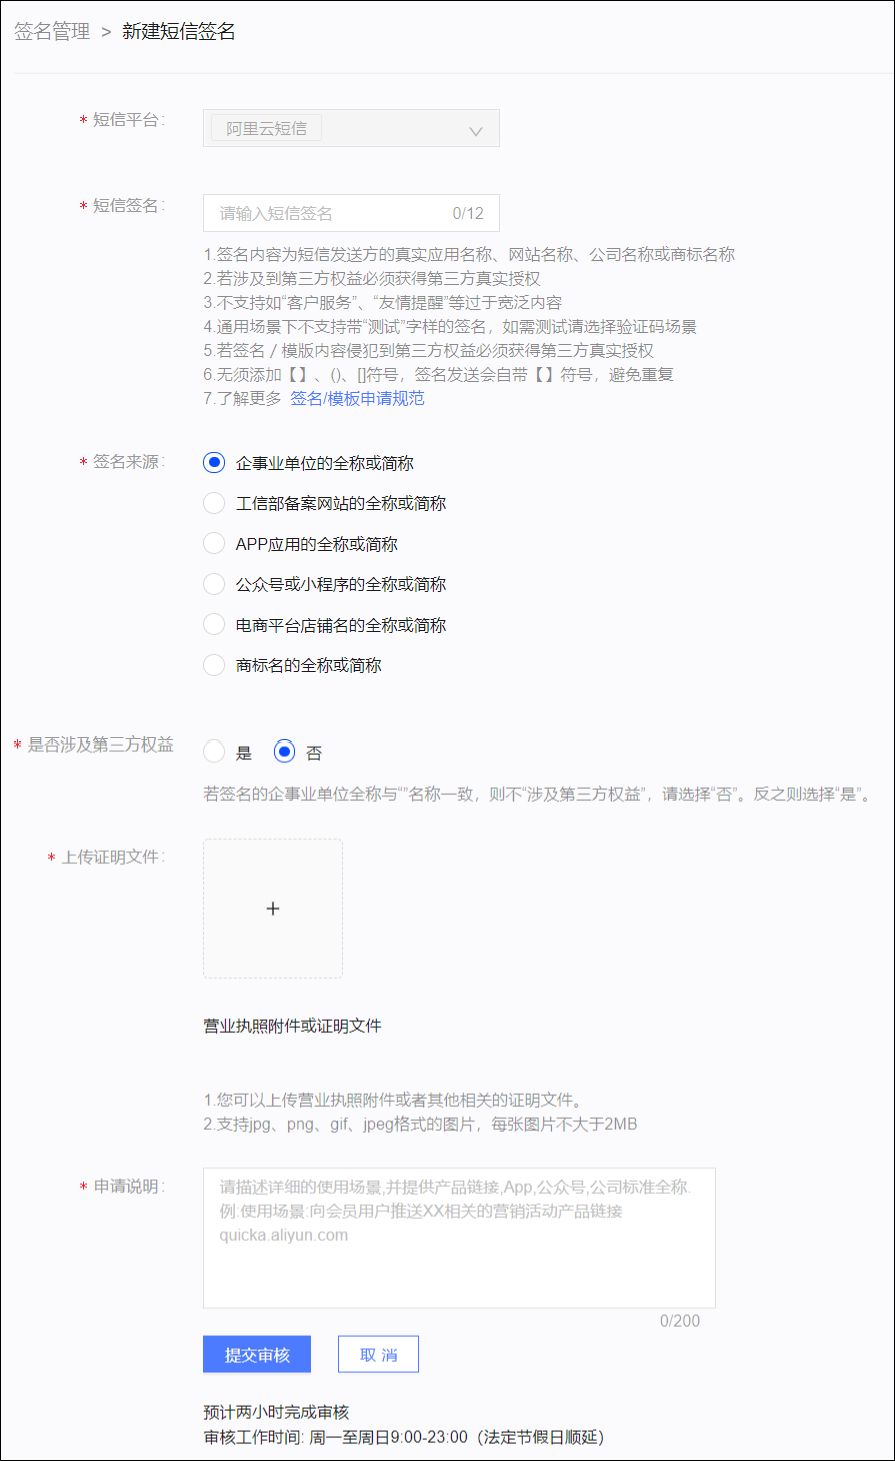 签名管理 > 新建短信签名
* 短信平台:
阿里云短信
* 短信签名:
请输入短信签名 0/12
1.签名内容为短信发送方的真实应用名称、网站名称、公司名称或商标名称
2.若涉及到第三方权益必须获得第三方真实授权
3.不支持如“客户服务”、“友情提醒”等过于宽泛内容
4.通用场景下不支持带“测试”字样的签名，如需测试请选择验证码场景
5.若签名 / 模版内容侵犯到第三方权益必须获得第三方真实授权
6.无须添加【 】、()、[]符号，签名发送会自带【 】符号，避免重复
7.了解更多 签名/模板申请规范
* 签名来源:
企事业单位的全称或简称
工信部备案网站的全称或简称
APP应用的全称或简称
公众号或小程序的全称或简称
电商平台店铺名的全称或简称
商标名的全称或简称
* 是否涉及第三方权益
是 否
若签名的企事业单位全称与“”名称一致，则不“涉及第三方权益”，请选择“否”。反之则选择“是”。
* 上传证明文件:
+
营业执照附件或证明文件
1.您可以上传营业执照附件或者其他相关的证明文件。
2.支持jpg、png、gif、jpeg格式的图片，每张图片不大于2MB
* 申请说明:
请描述详细的使用场景,并提供产品链接,App,公众号,公司标准全称.
例:使用场景:向会员用户推送XX相关的营销活动产品链接
quicka.aliyun.com
0/200
提交审核 取 消
预计两小时完成审核
审核工作时间: 周一至周日9:00-23:00（法定节假日顺延）